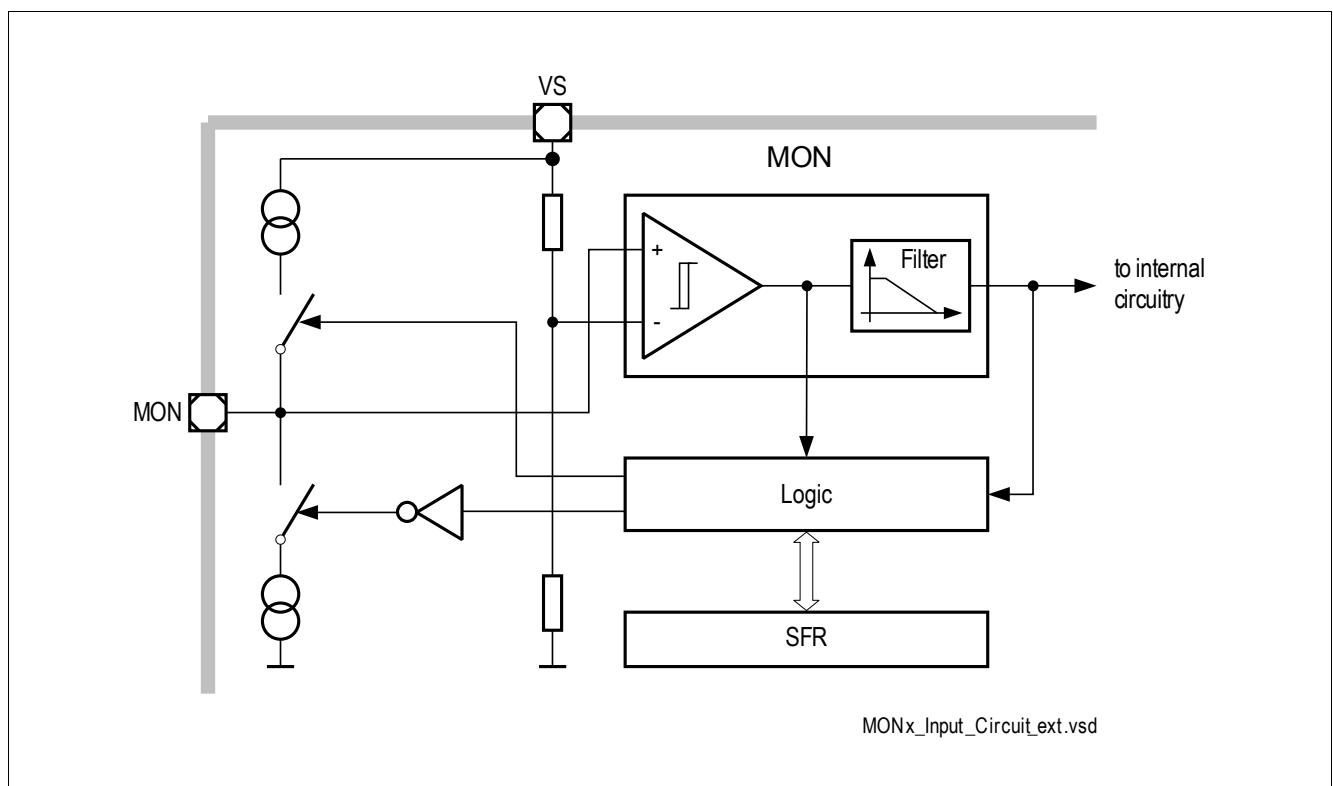 VS
MON
+
Filter
to internal
circuitry
-
MON
Logic
SFR
MONx_Input_Circuit_ext.vsd